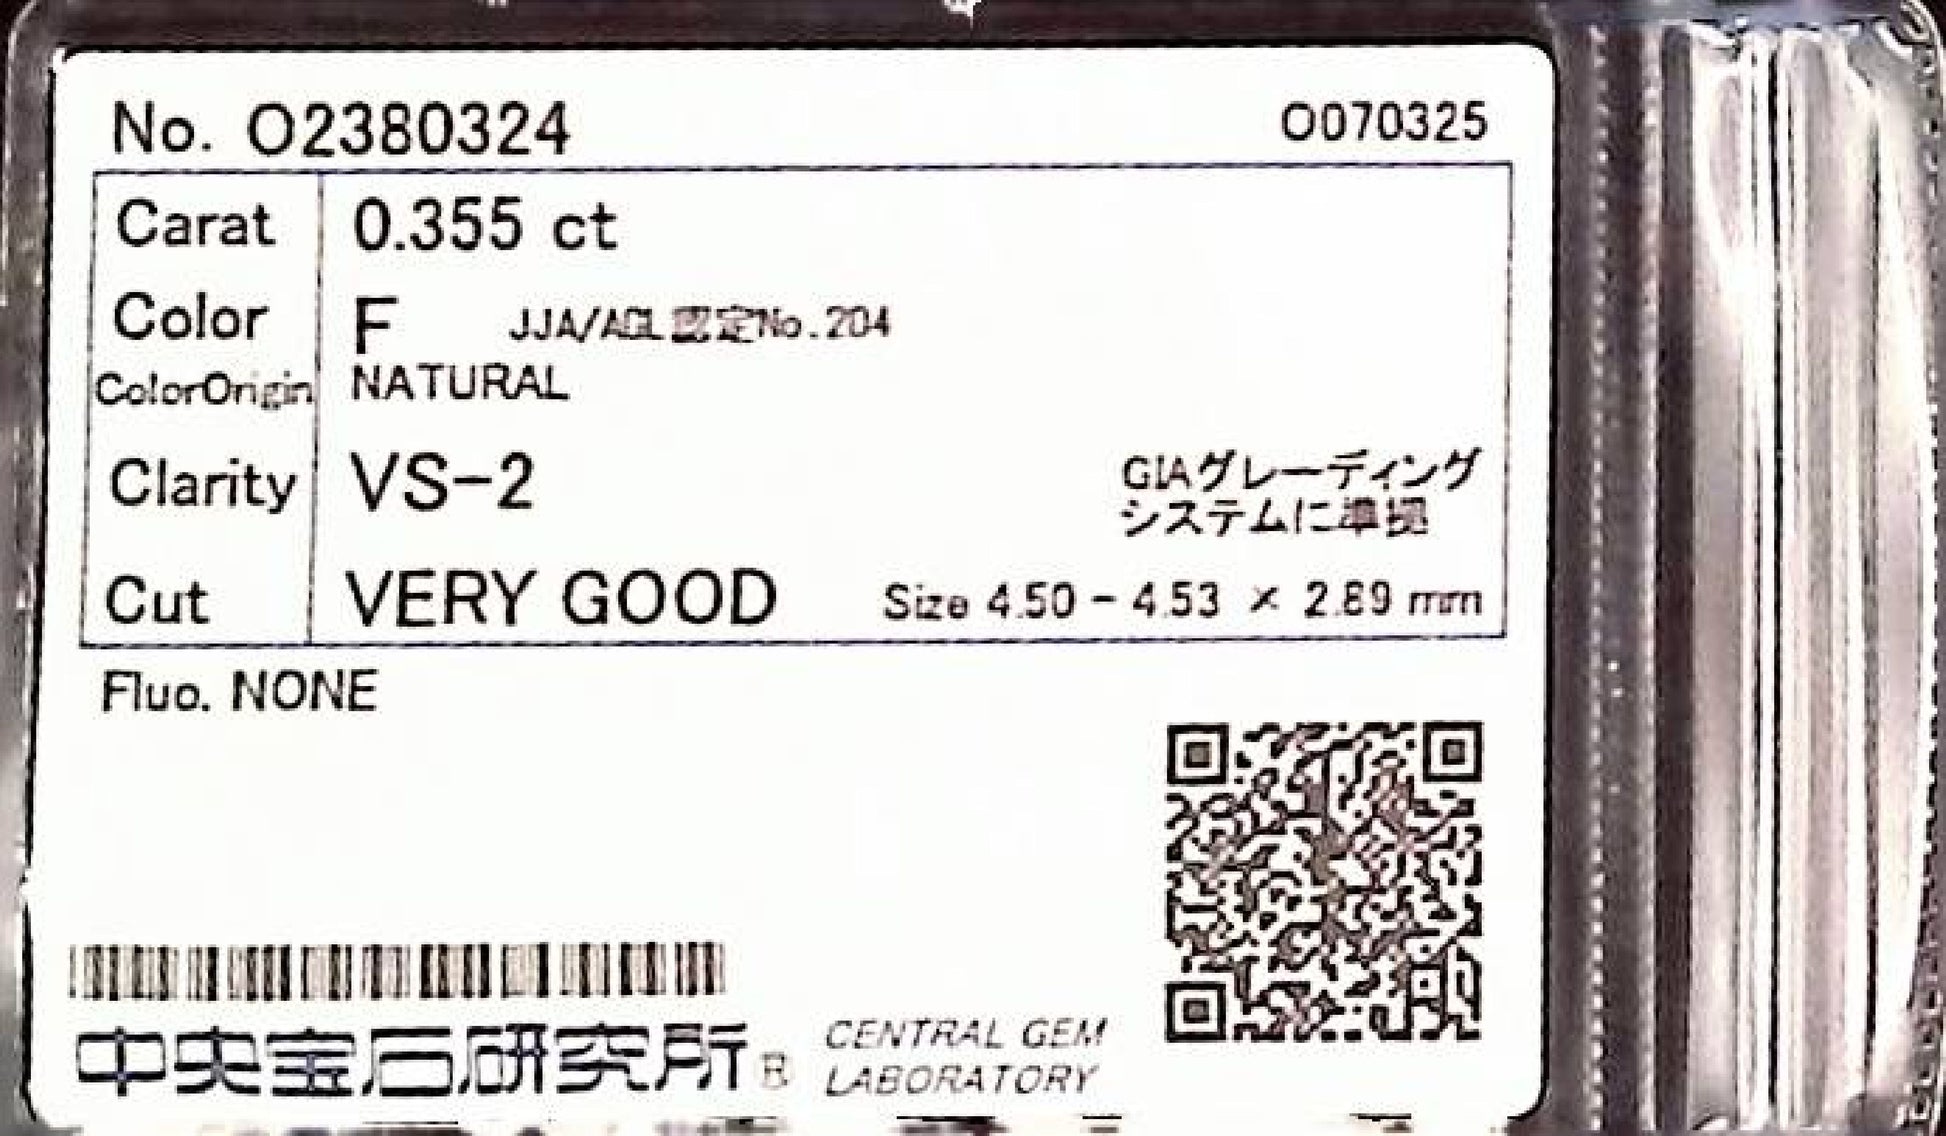 No. O2380324 O070325
Carat 0.355 ct
Color F JJA/AGL認定No.204
ColorOrigin NATURAL
Clarity VS-2 GIAグレーディング
システムに準拠
Cut VERY GOOD Size 4.50 - 4.53 × 2.89 mm
Fluo. NONE
中央宝石研究所® CENTRAL GEM
LABORATORY